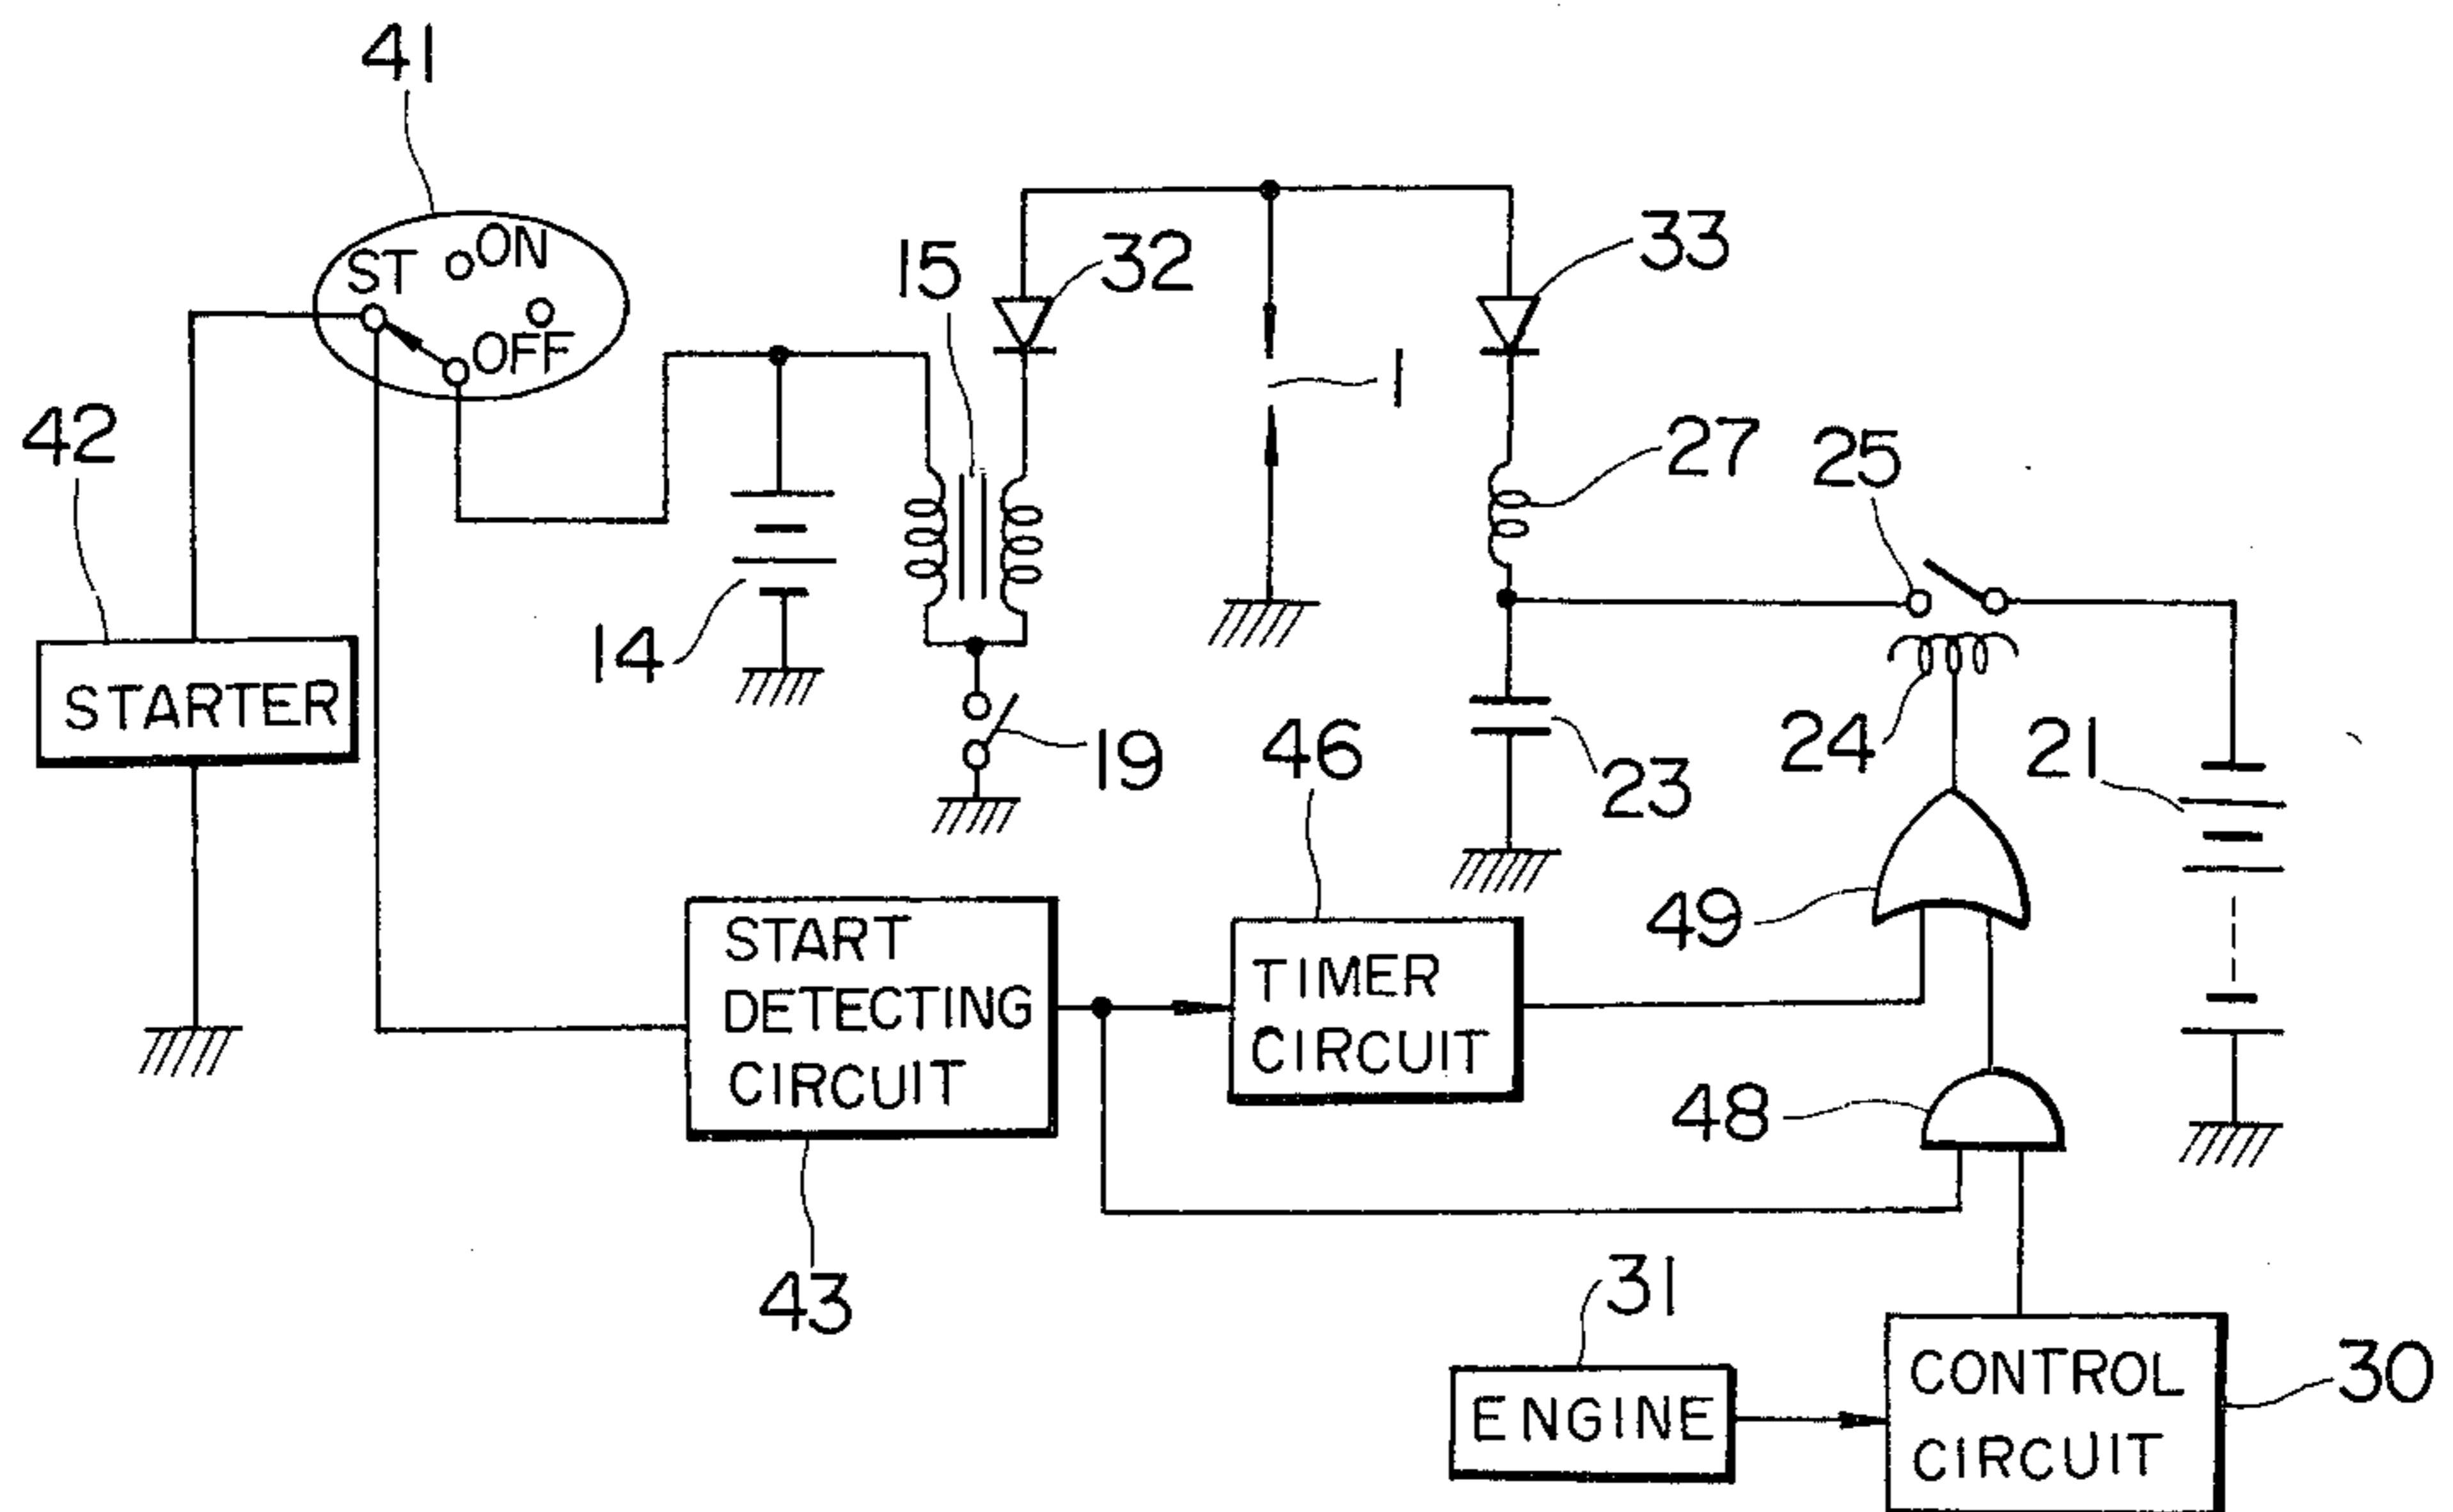 41
ST
ON
OFF
15
32
33
1
27
25
42
STARTER
14
19
46
23
24
21
START
DETECTING
CIRCUIT
TIMER
CIRCUIT
49
48
43
31
ENGINE
CONTROL
CIRCUIT
30